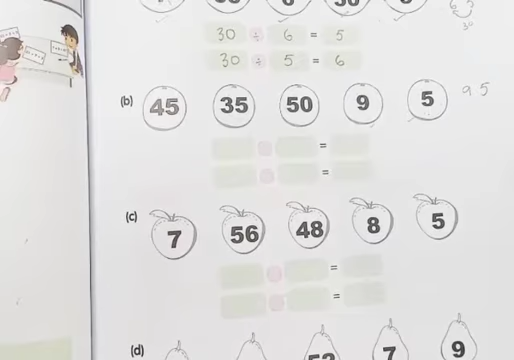 30 ÷ 6 = 5
30 ÷ 5 = 6
(b) 45 35 50 9 5 9 5
=
=
(c) 7 56 48 8 5
=
=
(d) 7 9